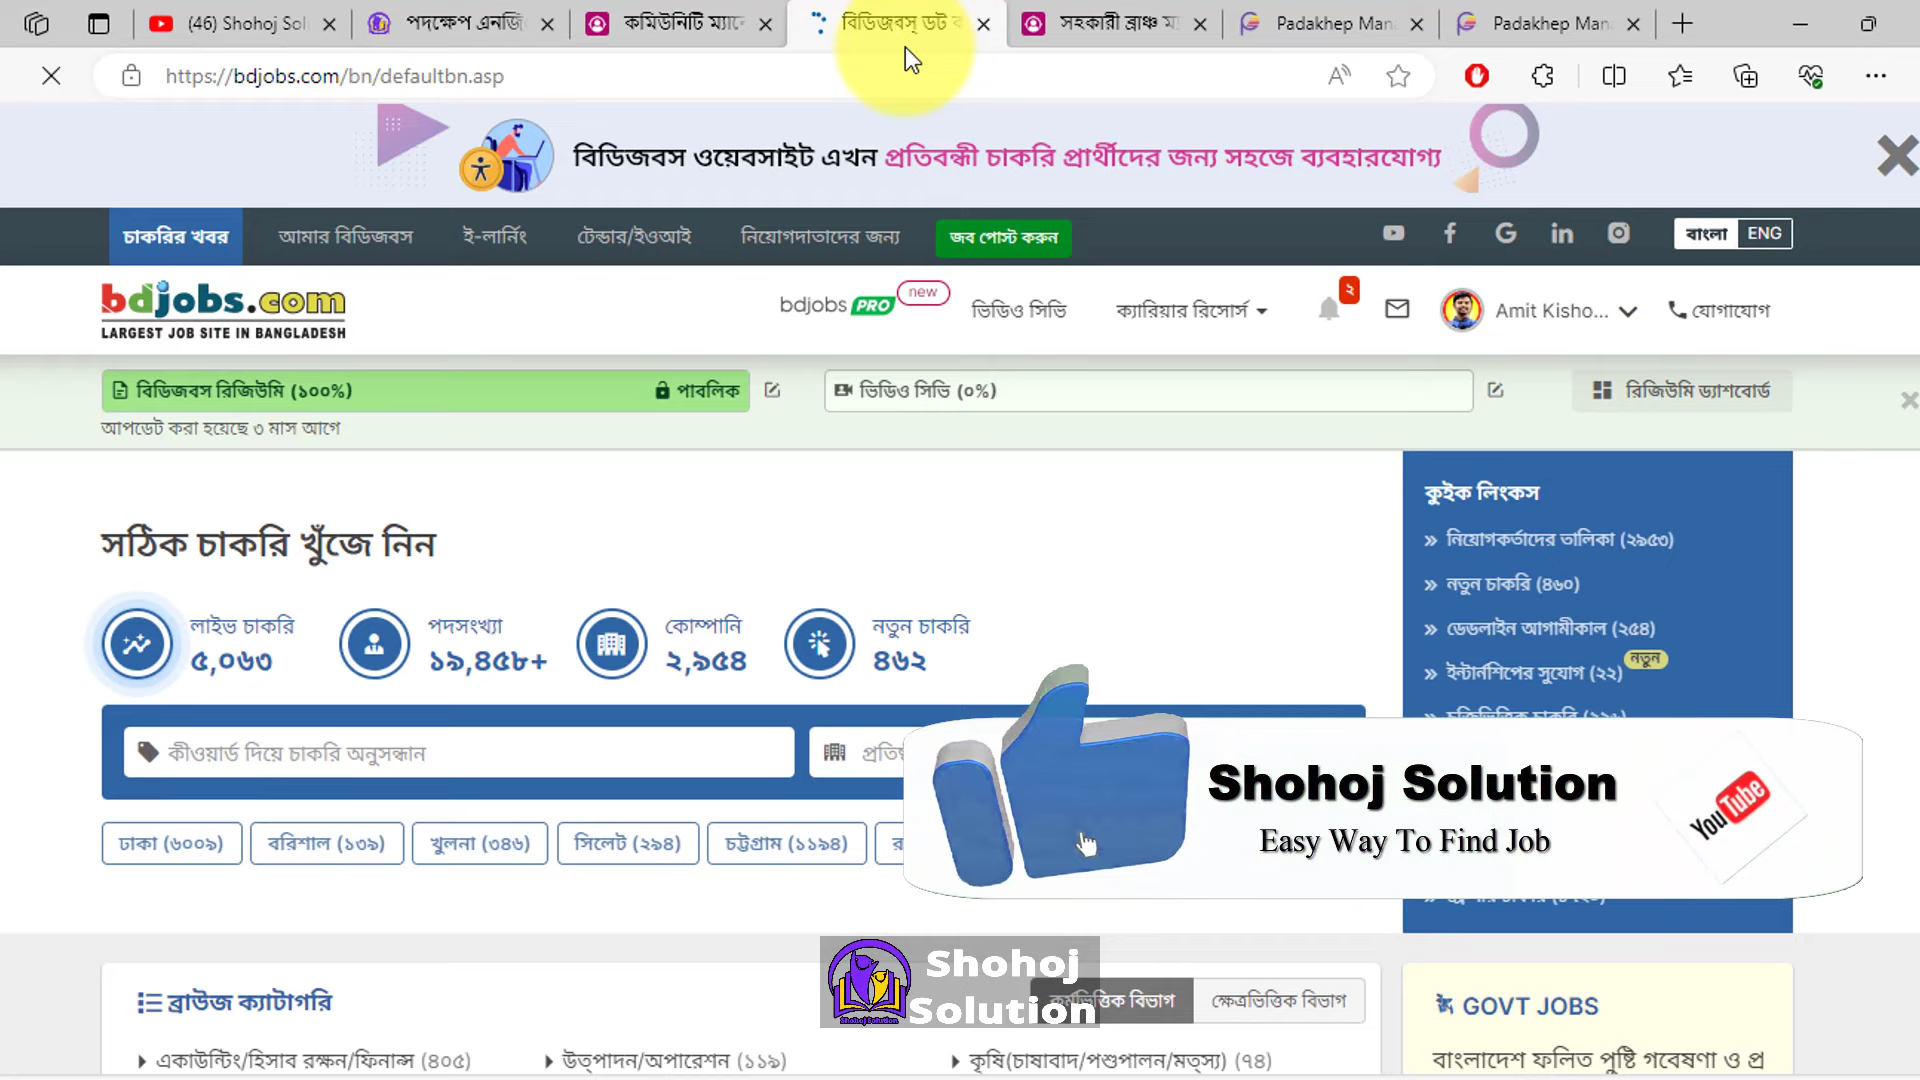 (46) Shohoj Sol
পদক্ষেপ এনজি
কমিউনিটি ম্যানে
বিডিজবস্ ডট ক
সহকারী ব্রাঞ্চ ম্য
Padakhep Man
Padakhep Man
https://bdjobs.com/bn/defaultbn.asp
বিডিজবস ওয়েবসাইট এখন প্রতিবন্ধী চাকরি প্রার্থীদের জন্য সহজে ব্যবহারযোগ্য
চাকরির খবর
আমার বিডিজবস
ই-লার্নিং
টেন্ডার/ইওআই
নিয়োগদাতাদের জন্য
জব পোস্ট করুন
বাংলা ENG
bdjobs.com
LARGEST JOB SITE IN BANGLADESH
bdjobs PRO new
ভিডিও সিভি
ক্যারিয়ার রিসোর্স
২
Amit Kisho...
যোগাযোগ
বিডিজবস রিজিউমি (১০০%)
পাবলিক
ভিডিও সিভি (০%)
রিজিউমি ড্যাশবোর্ড
আপডেট করা হয়েছে ৩ মাস আগে
সঠিক চাকরি খুঁজে নিন
লাইভ চাকরি
৫,০৬৩
পদসংখ্যা
১৯,৪৫৮+
কোম্পানি
২,৯৫৪
নতুন চাকরি
৪৬২
কুইক লিংকস
নিয়োগকর্তাদের তালিকা (২৯৫৩)
নতুন চাকরি (৪৬০)
ডেডলাইন আগামীকাল (২৫৪)
ইন্টার্নশিপের সুযোগ (২২) নতুন
কীওয়ার্ড দিয়ে চাকরি অনুসন্ধান
ঢাকা (৬০০৯)
বরিশাল (১৩৯)
খুলনা (৩৪৬)
সিলেট (২৯৪)
চট্টগ্রাম (১১৯৪)
Shohoj Solution
Easy Way To Find Job
YouTube
ব্রাউজ ক্যাটাগরি
Shohoj
Solution
Shohoj Solution
বিভাগ
ক্ষেত্রভিত্তিক বিভাগ
GOVT JOBS
একাউন্টিং/হিসাব রক্ষন/ফিনান্স (৪০৫)
উত্পাদন/অপারেশন (১১৯)
কৃষি(চাষাবাদ/পশুপালন/মত্স্য) (৭৪)
বাংলাদেশ ফলিত পুষ্টি গবেষণা ও প্র